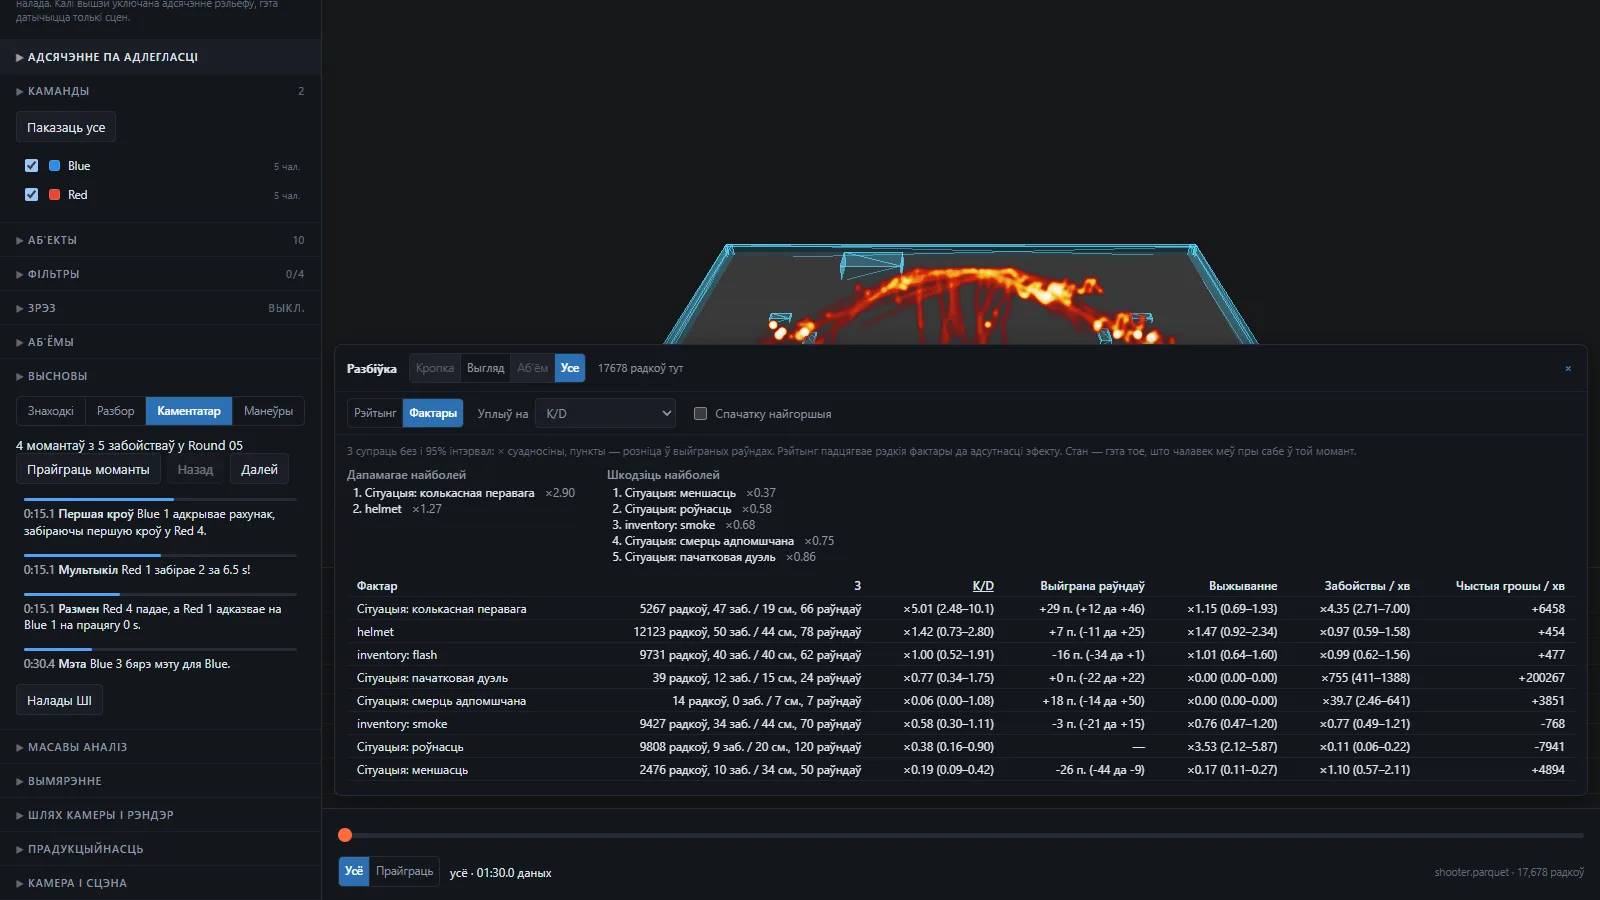 налада. Калі вышэй уключана адсячэнне рэльефу, гэта
датычыцца толькі сцен.
▶ АДСЯЧЭННЕ ПА АДЛЕГЛАСЦІ
▶ КАМАНДЫ 2
Паказаць усе
Blue 5 чал.
Red 5 чал.
▶ АБ'ЕКТЫ 10
▶ ФІЛЬТРЫ 0/4
▶ ЗРЭЗ ВЫКЛ.
▶ АБ'ЁМЫ
▶ ВЫСНОВЫ
Знаходкі Разбор Каментатар Манеўры
4 момантаў з 5 забойстваў у Round 05
Прайграць моманты Назад Далей
0:15.1 Першая кроў Blue 1 адкрывае рахунак,
забіраючы першую кроў у Red 4.
0:15.1 Мультыкіл Red 1 забірае 2 за 6.5 s!
0:15.1 Размен Red 4 падае, а Red 1 адказвае на
Blue 1 на працягу 0 s.
0:30.4 Мэта Blue 3 бярэ мэту для Blue.
Налады ШІ
▶ МАСАВЫ АНАЛІЗ
▶ ВЫМЯРЭННЕ
▶ ШЛЯХ КАМЕРЫ І РЭНДЭР
▶ ПРАДУКЦЫЙНАСЦЬ
▶ КАМЕРА І СЦЭНА
Разбіўка Кропка Выгляд Аб'ём Усе 17678 радкоў тут ×
Рэйтынг Фактары Уплыў на K/D Спачатку найгоршыя
З супраць без і 95% інтэрвал: × суадносіны, пункты — розніца ў выйграных раўндах. Рэйтынг падцягвае рэдкія фактары да адсутнасці эфекту. Стан — гэта тое, што чалавек меў пры сабе ў той момант.
Дапамагае найболей
1. Сітуацыя: колькасная перавага ×2.90
2. helmet ×1.27
Шкодзіць найболей
1. Сітуацыя: меншасць ×0.37
2. Сітуацыя: роўнасць ×0.58
3. inventory: smoke ×0.68
4. Сітуацыя: смерць адпомшчана ×0.75
5. Сітуацыя: пачатковая дуэль ×0.86
Фактар З K/D Выйграна раўндаў Выжыванне Забойствы / хв Чыстыя грошы / хв
Сітуацыя: колькасная перавага 5267 радкоў, 47 заб. / 19 см., 66 раўндаў ×5.01 (2.48–10.1) +29 п. (+12 да +46) ×1.15 (0.69–1.93) ×4.35 (2.71–7.00) +6458
helmet 12123 радкоў, 50 заб. / 44 см., 78 раўндаў ×1.42 (0.73–2.80) +7 п. (-11 да +25) ×1.47 (0.92–2.34) ×0.97 (0.59–1.58) +454
inventory: flash 9731 радкоў, 40 заб. / 40 см., 62 раўндаў ×1.00 (0.52–1.91) -16 п. (-34 да +1) ×1.01 (0.64–1.60) ×0.99 (0.62–1.56) +477
Сітуацыя: пачатковая дуэль 39 радкоў, 12 заб. / 15 см., 24 раўндаў ×0.77 (0.34–1.75) +0 п. (-22 да +22) ×0.00 (0.00–0.00) ×755 (411–1388) +200267
Сітуацыя: смерць адпомшчана 14 радкоў, 0 заб. / 7 см., 7 раўндаў ×0.06 (0.00–1.08) +18 п. (-14 да +50) ×0.00 (0.00–0.00) ×39.7 (2.46–641) +3851
inventory: smoke 9427 радкоў, 34 заб. / 44 см., 70 раўндаў ×0.58 (0.30–1.11) -3 п. (-21 да +15) ×0.76 (0.47–1.20) ×0.77 (0.49–1.21) -768
Сітуацыя: роўнасць 9808 радкоў, 9 заб. / 20 см., 120 раўндаў ×0.38 (0.16–0.90) — ×3.53 (2.12–5.87) ×0.11 (0.06–0.22) -7941
Сітуацыя: меншасць 2476 радкоў, 10 заб. / 34 см., 50 раўндаў ×0.19 (0.09–0.42) -26 п. (-44 да -9) ×0.17 (0.11–0.27) ×1.10 (0.57–2.11) +4894
Усё Прайграць усё · 01:30.0 даных
shooter.parquet · 17,678 радкоў